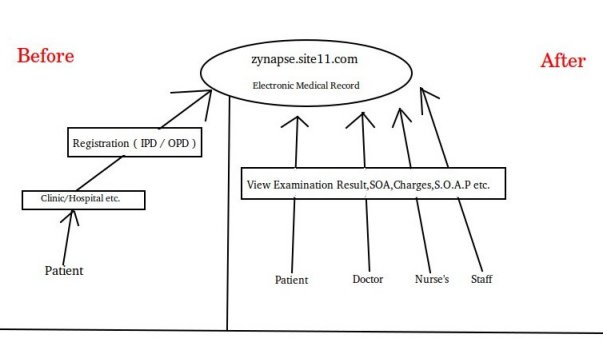 Before
zynapse.site11.com
Electronic Medical Record
After
Registration ( IPD / OPD )
Clinic/Hospital etc.
Patient
View Examination Result,SOA,Charges,S.O.A.P etc.
Patient
Doctor
Nurse's
Staff